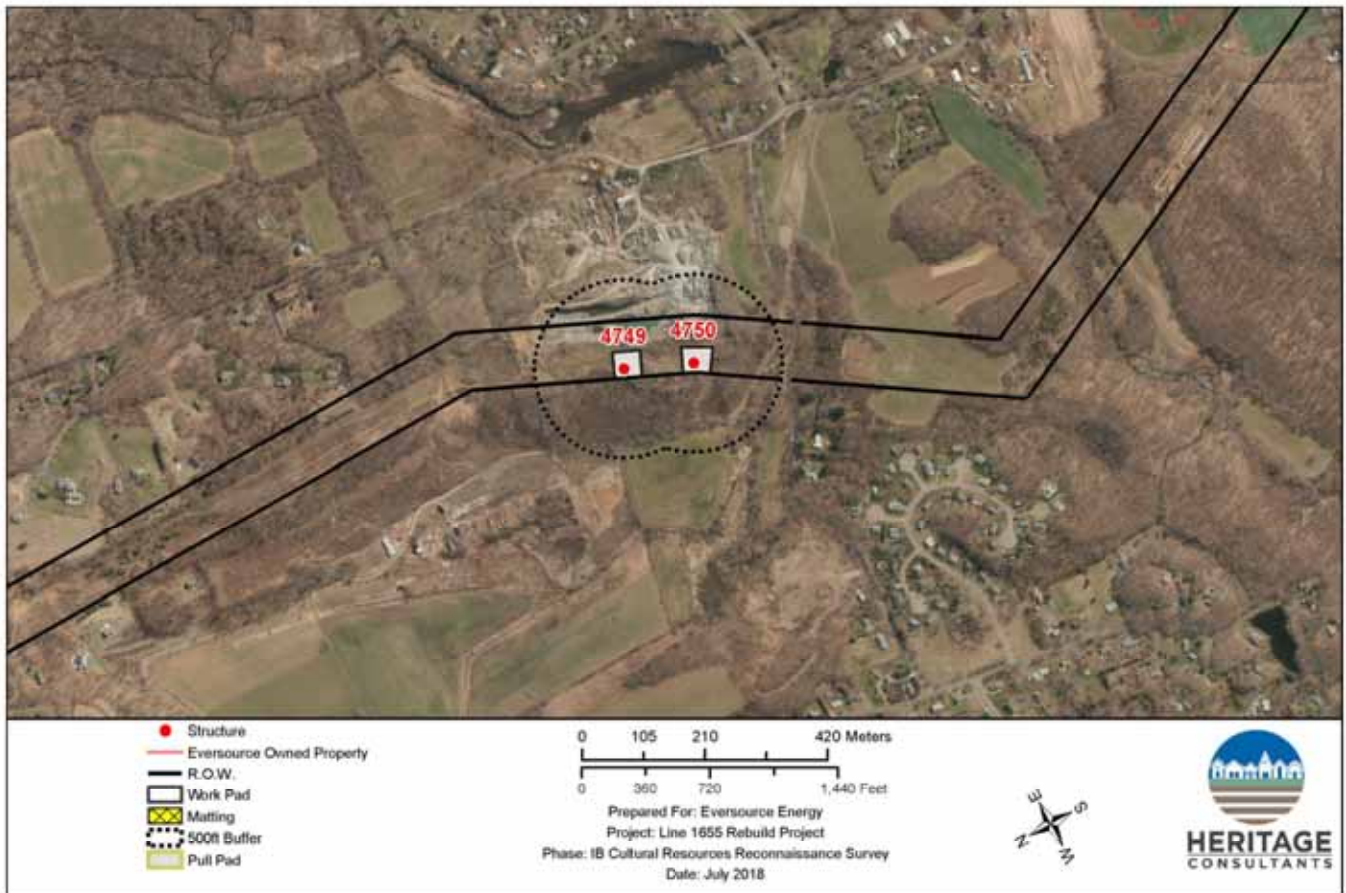 4749
4750
Structure
Eversource Owned Property
R.O.W.
Work Pad
Matting
500ft Buffer
Pull Pad
0 105 210 420 Meters
0 360 720 1,440 Feet
Prepared For: Eversource Energy
Project: Line 1655 Rebuild Project
Phase: IB Cultural Resources Reconnaissance Survey
Date: July 2018
E
S
N
W
HERITAGE
CONSULTANTS